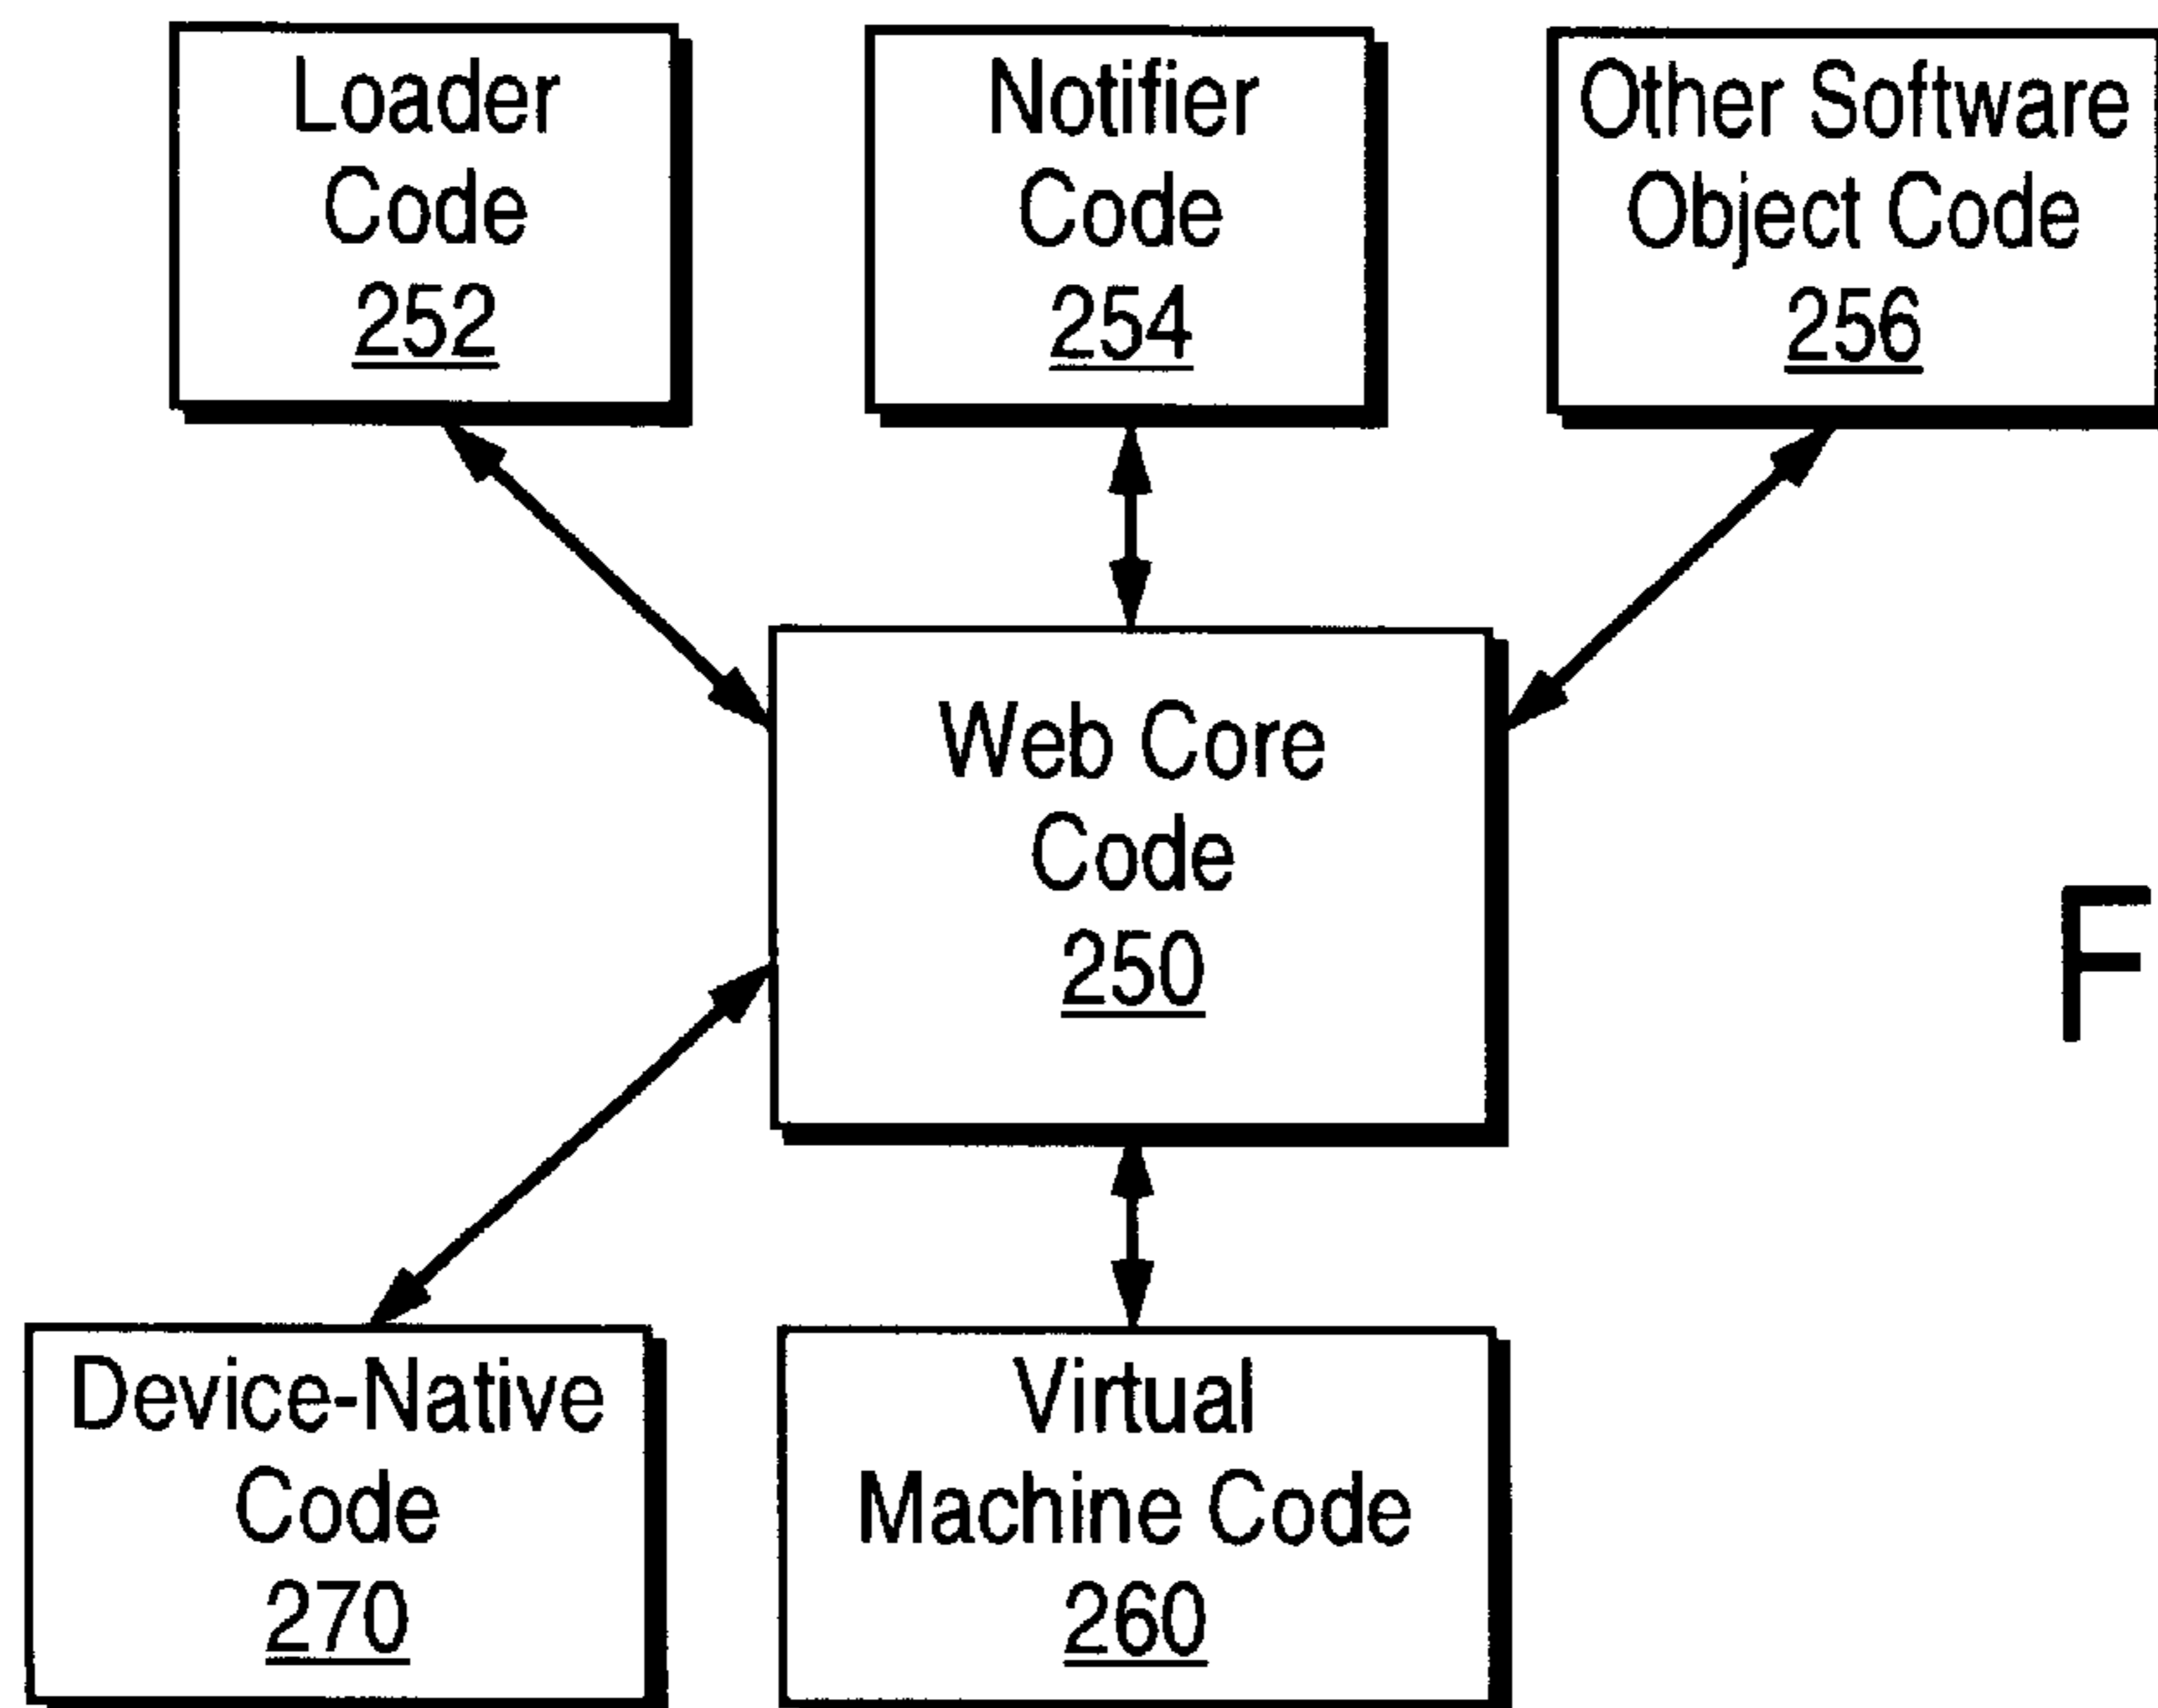 Loader
Code
252
Notifier
Code
254
Other Software
Object Code
256
Web Core
Code
250
F
Device-Native
Code
270
Virtual
Machine Code
260